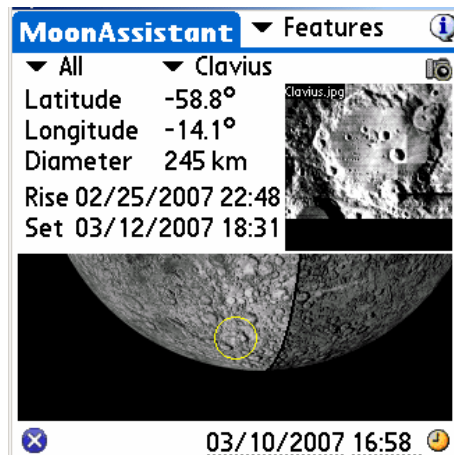 MoonAssistant Features
All Clavius
Latitude -58.8°
Longitude -14.1°
Diameter 245 km
Clavius.jpg
Rise 02/25/2007 22:48
Set 03/12/2007 18:31
03/10/2007 16:58